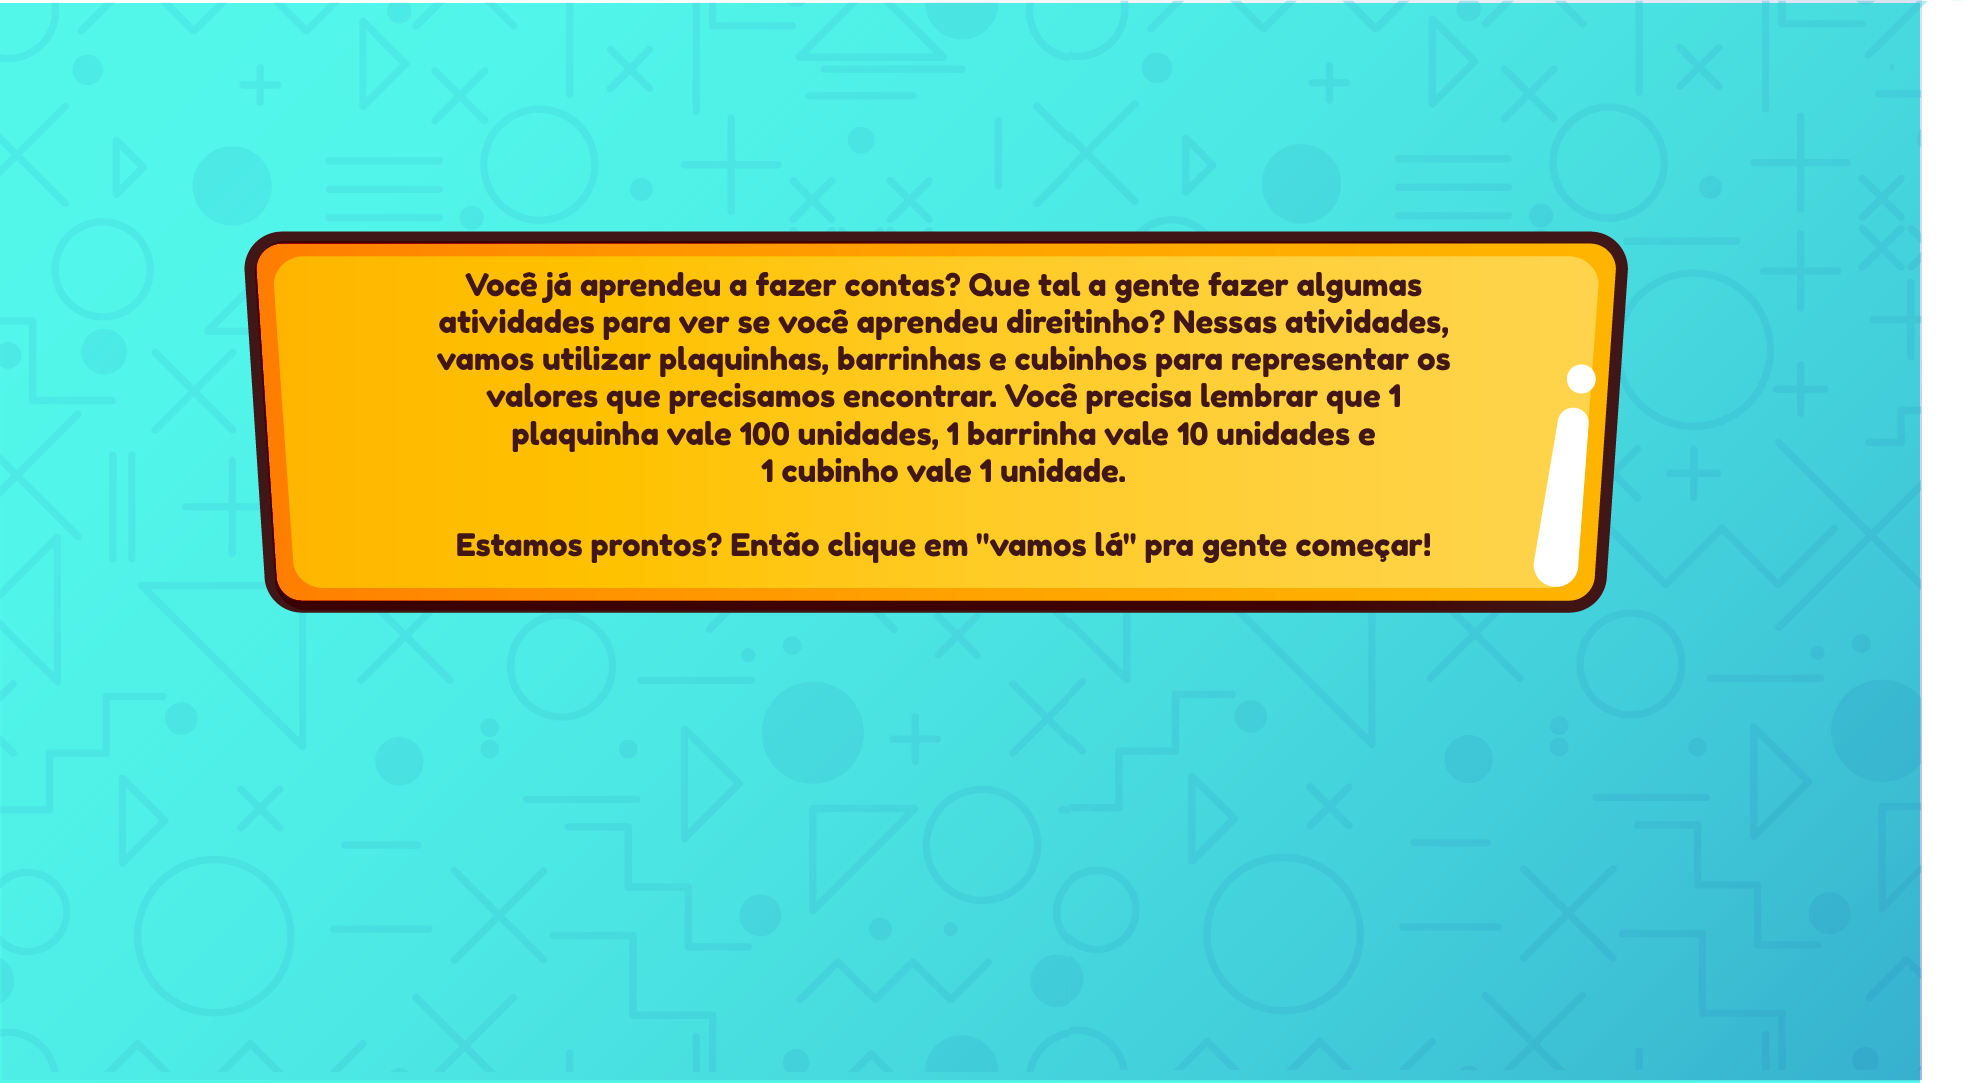 Você já aprendeu a fazer contas? Que tal a gente fazer algumas
atividades para ver se você aprendeu direitinho? Nessas atividades,
vamos utilizar plaquinhas, barrinhas e cubinhos para representar os
valores que precisamos encontrar. Você precisa lembrar que 1
plaquinha vale 100 unidades, 1 barrinha vale 10 unidades e
1 cubinho vale 1 unidade.
Estamos prontos? Então clique em "vamos lá" pra gente começar!